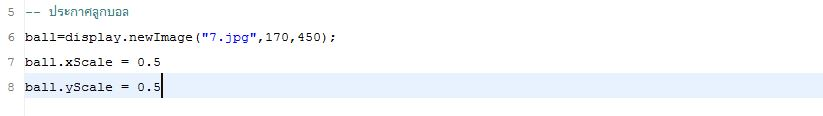 5 -- ประกาศลูกบอล
6 ball=display.newImage("7.jpg",170,450);
7 ball.xScale = 0.5
8 ball.yScale = 0.5